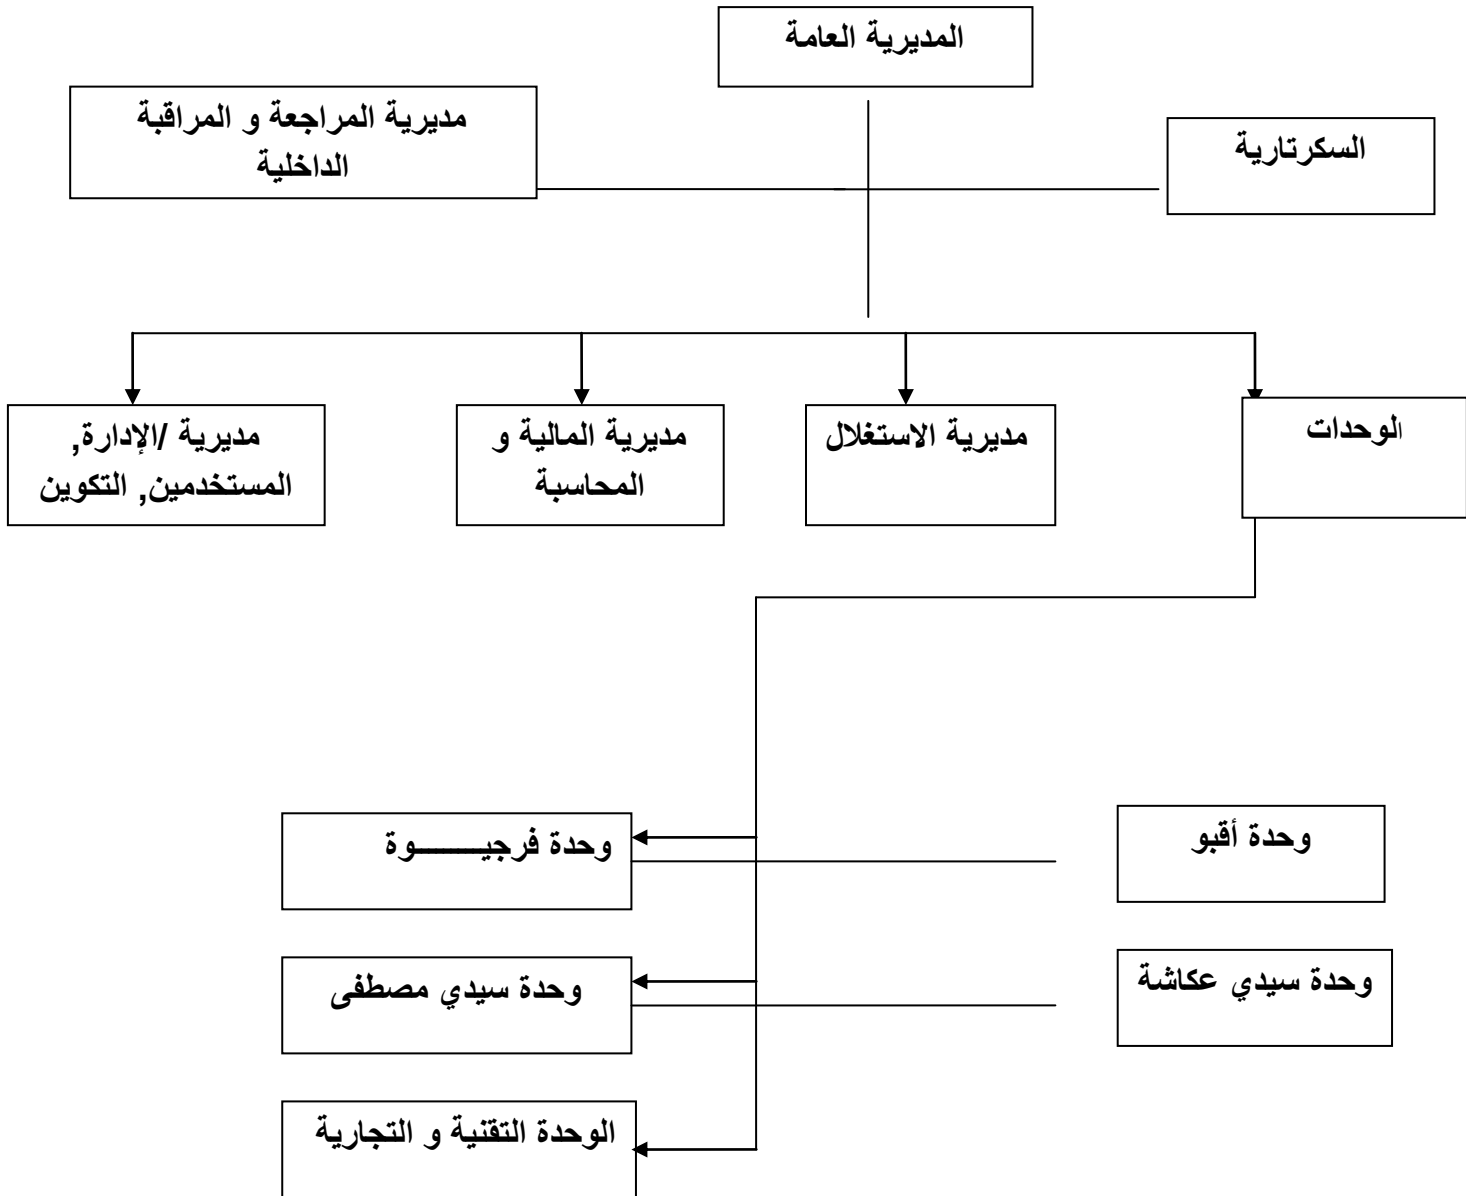 المديرية العامة
السكرتارية
مديرية المراجعة و المراقبة
الداخلية
الوحدات
مديرية الاستغلال
مديرية المالية و
المحاسبة
مديرية /الإدارة,
المستخدمين, التكوين
وحدة أقبو
وحدة فرجيـــــــوة
وحدة سيدي عكاشة
وحدة سيدي مصطفى
الوحدة التقنية و التجارية